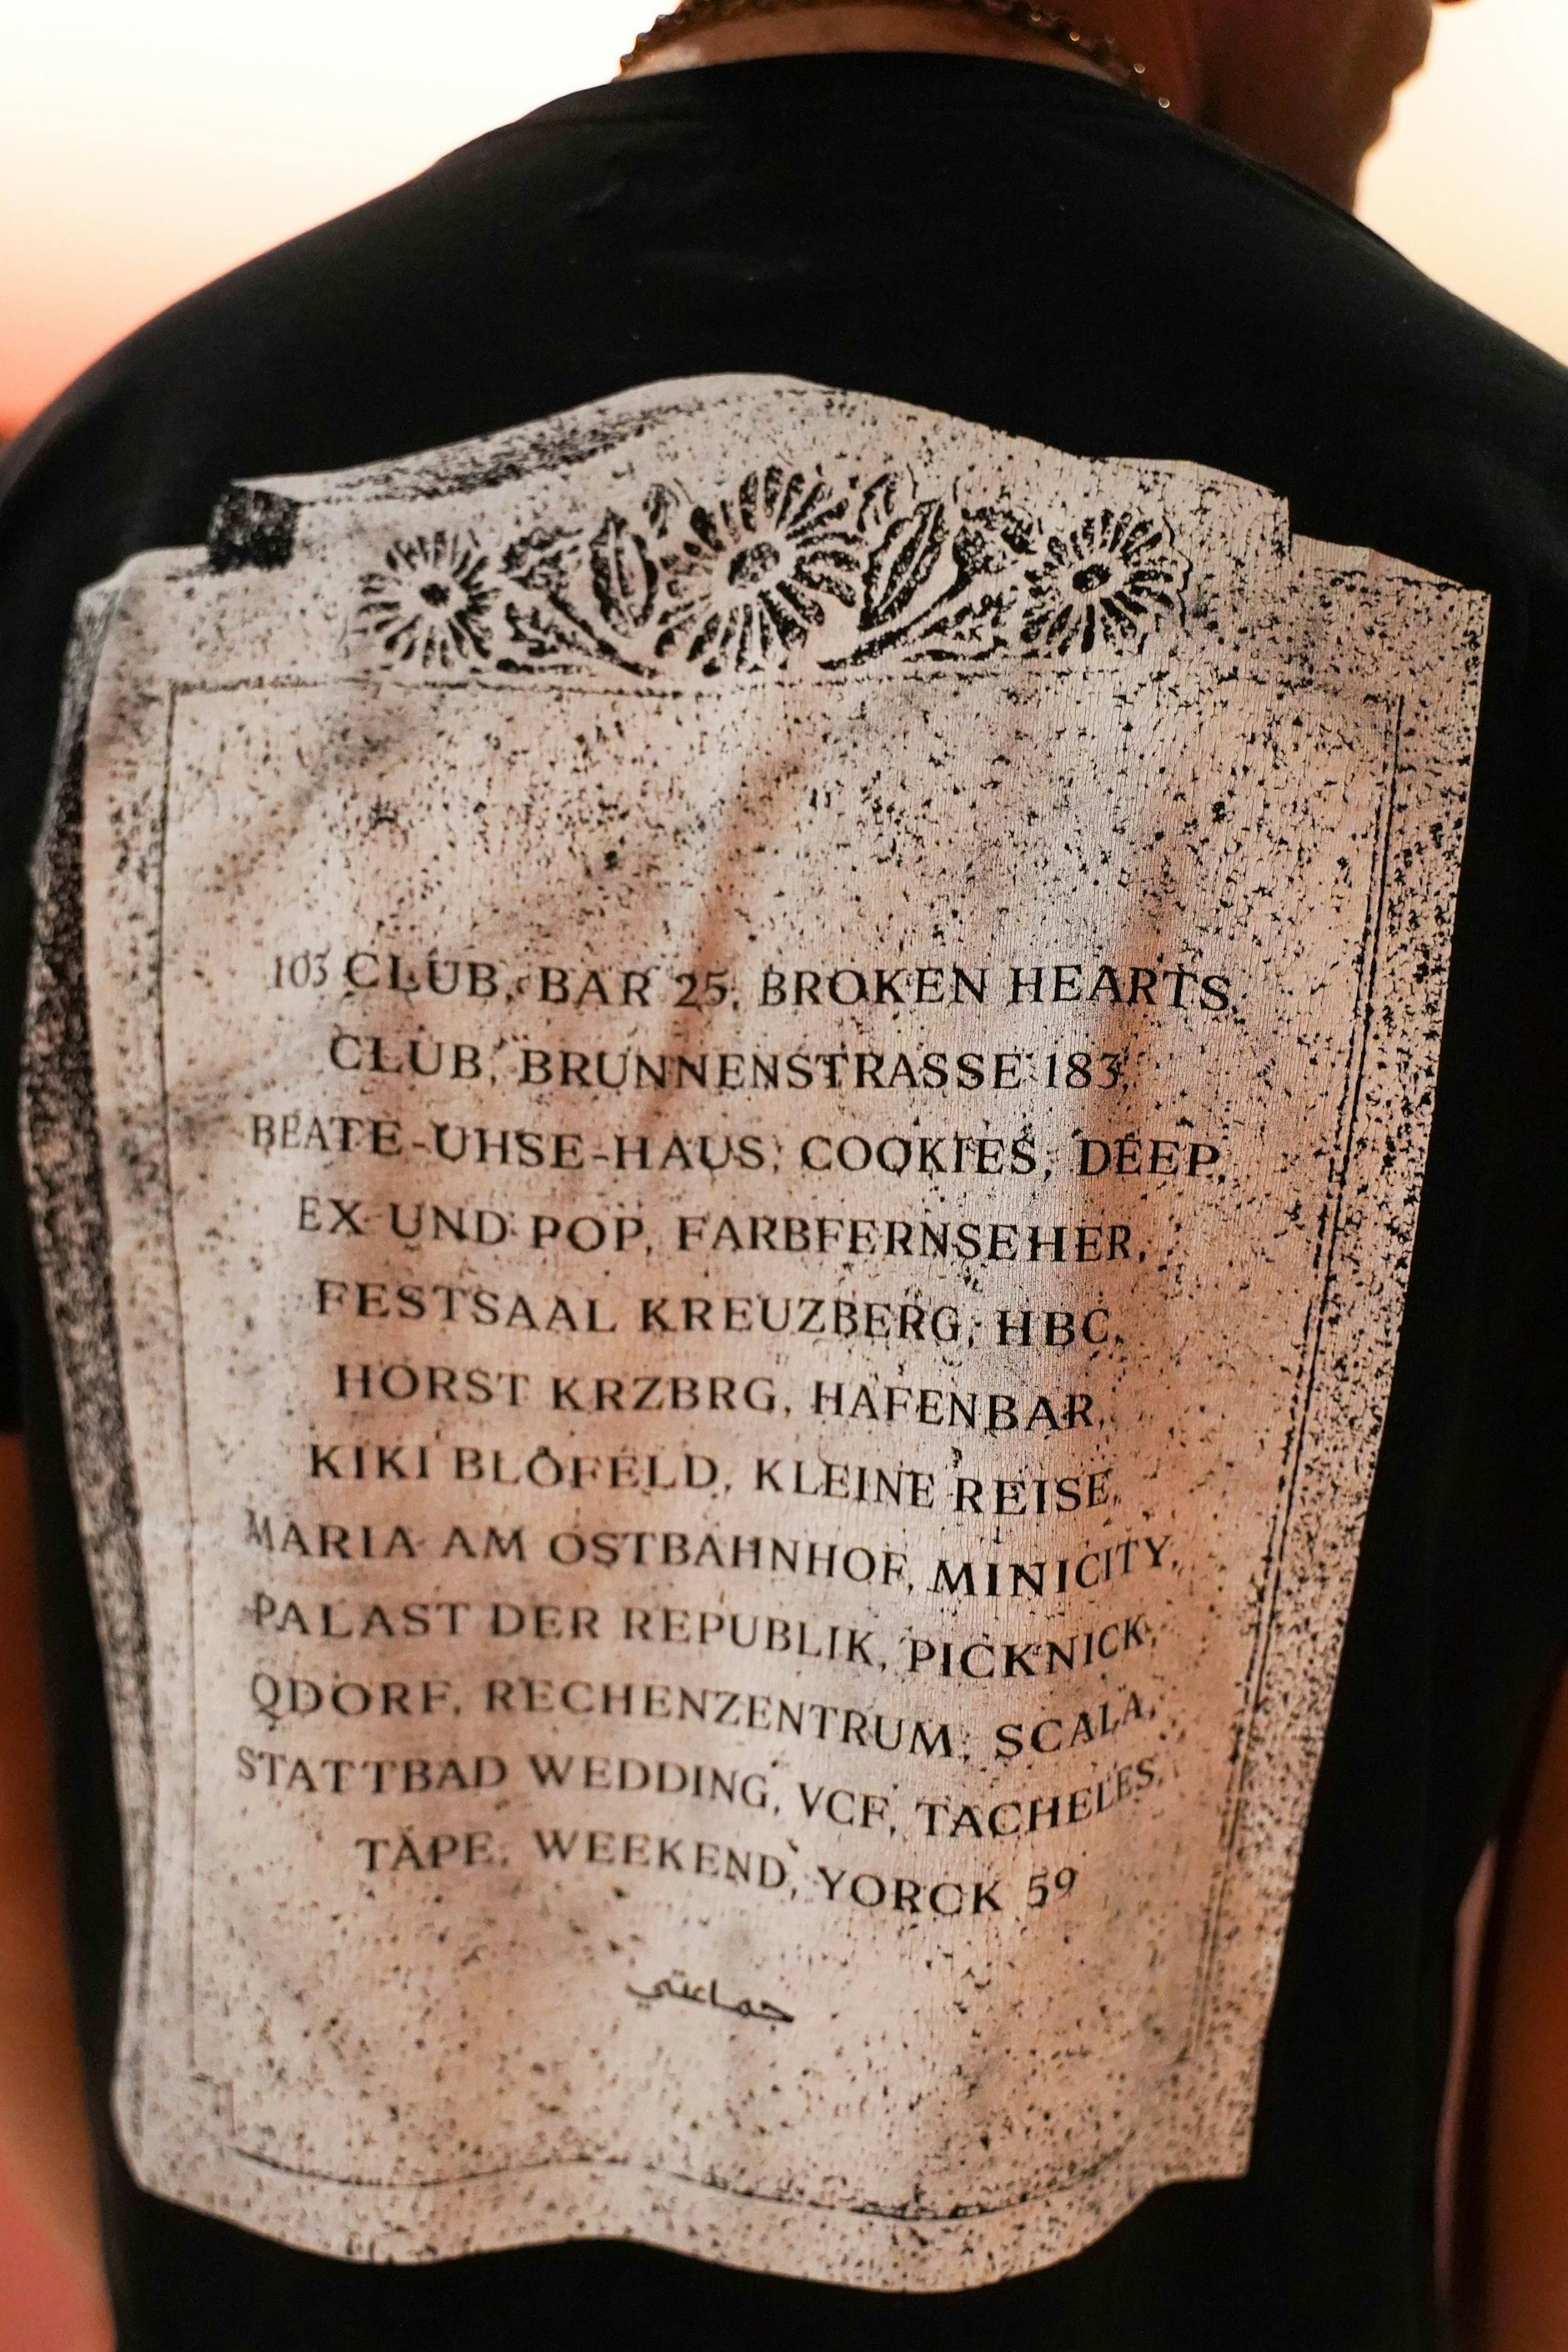 103 CLUB, BAR 25, BROKEN HEARTS
CLUB, BRUNNENSTRASSE 183,
BEATE-UHSE-HAUS, COOKIES, DEEP,
EX UND POP, FARBFERNSEHER,
FESTSAAL KREUZBERG, HBC,
HORST KRZBRG, HAFENBAR,
KIKI BLOFELD, KLEINE REISE,
MARIA AM OSTBAHNHOF, MINICITY,
PALAST DER REPUBLIK, PICKNICK,
QDORF, RECHENZENTRUM, SCALA,
STATTBAD WEDDING, VCF, TACHELES,
TAPE, WEEKEND, YORCK 59
جماعتي